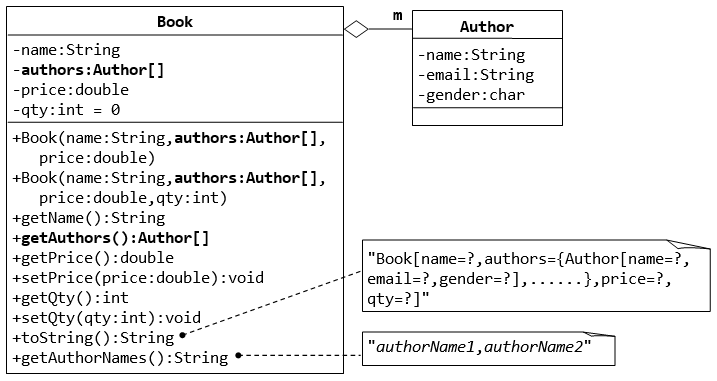 Book
-name:String
-authors:Author[]
-price:double
-qty:int = 0
+Book(name:String,authors:Author[],
price:double)
+Book(name:String,authors:Author[],
price:double,qty:int)
+getName():String
+getAuthors():Author[]
+getPrice():double
+setPrice(price:double):void
+getQty():int
+setQty(qty:int):void
+toString():String
+getAuthorNames():String
m
Author
-name:String
-email:String
-gender:char
"Book[name=?,authors={Author[name=?,
email=?,gender=?],......},price=?,
qty=?]"
"authorName1,authorName2"